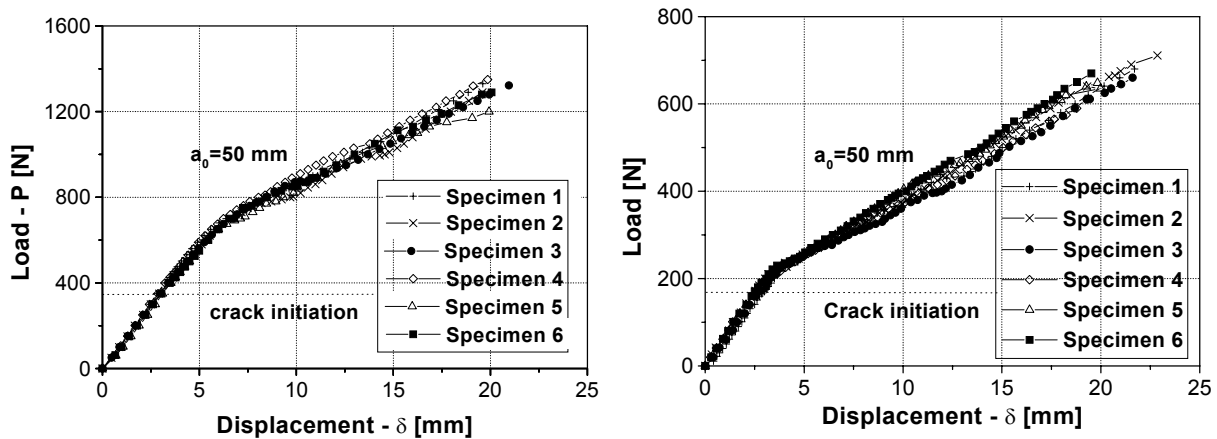 1600
1200
800
400
0
0
5
10
15
20
25
Load - P [N]
Displacement - δ [mm]
a0=50 mm
crack initiation
Specimen 1
Specimen 2
Specimen 3
Specimen 4
Specimen 5
Specimen 6
800
600
400
200
0
0
5
10
15
20
25
Load [N]
Displacement - δ [mm]
a0=50 mm
Crack initiation
Specimen 1
Specimen 2
Specimen 3
Specimen 4
Specimen 5
Specimen 6